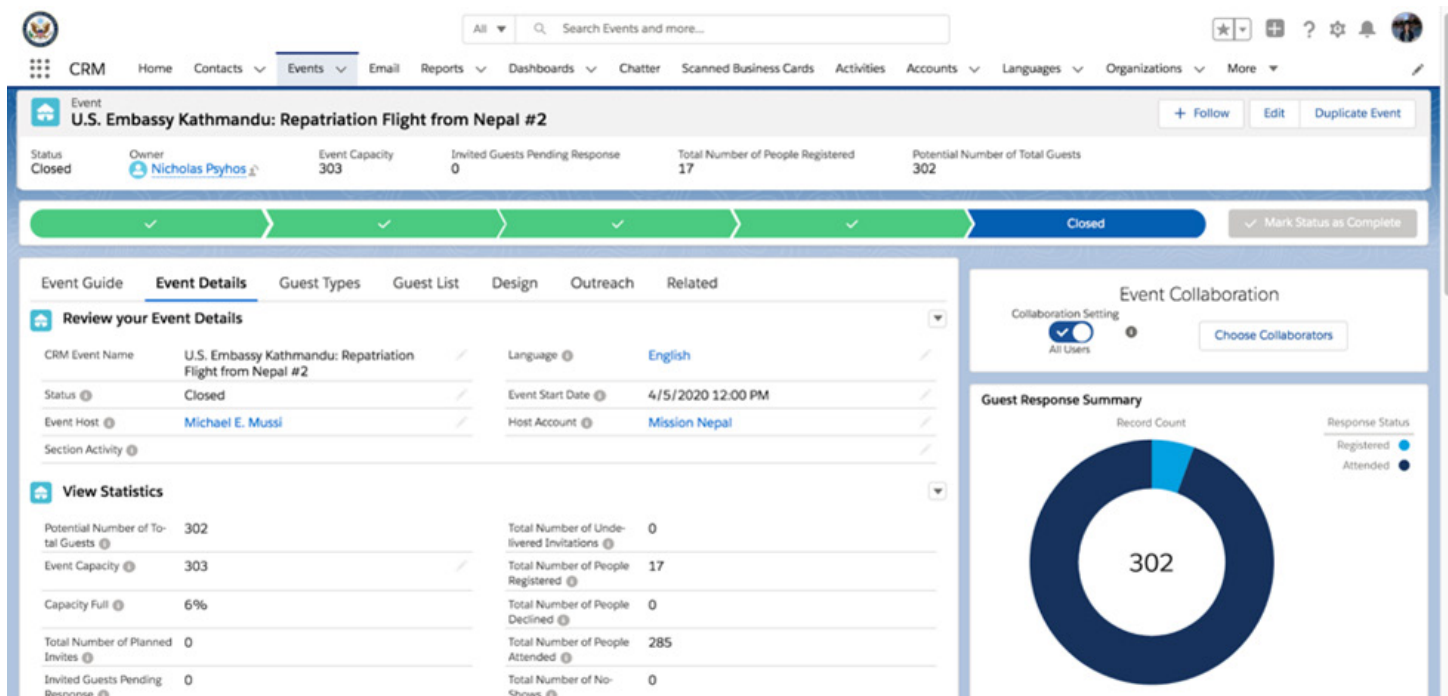 All
Search Events and more...
CRM Home Contacts Events Email Reports Dashboards Chatter Scanned Business Cards Activities Accounts Languages Organizations More
Event
U.S. Embassy Kathmandu: Repatriation Flight from Nepal #2
+ Follow Edit Duplicate Event
Status Owner Event Capacity Invited Guests Pending Response Total Number of People Registered Potential Number of Total Guests
Closed Nicholas Psyhos 303 0 17 302
Closed Mark Status as Complete
Event Guide Event Details Guest Types Guest List Design Outreach Related
Review your Event Details
CRM Event Name U.S. Embassy Kathmandu: Repatriation
Flight from Nepal #2
Language English
Status Closed
Event Start Date 4/5/2020 12:00 PM
Event Host Michael E. Mussi
Host Account Mission Nepal
Section Activity
View Statistics
Potential Number of To-
tal Guests
302
Total Number of Unde-
livered Invitations
0
Event Capacity 303
Total Number of People
Registered
17
Capacity Full 6%
Total Number of People
Declined
0
Total Number of Planned
Invites
0
Total Number of People
Attended
285
Invited Guests Pending
Response
0
Total Number of No-
Shows
0
Event Collaboration
Collaboration Setting
All Users
Choose Collaborators
Guest Response Summary
Record Count
Response Status
Registered
Attended
302